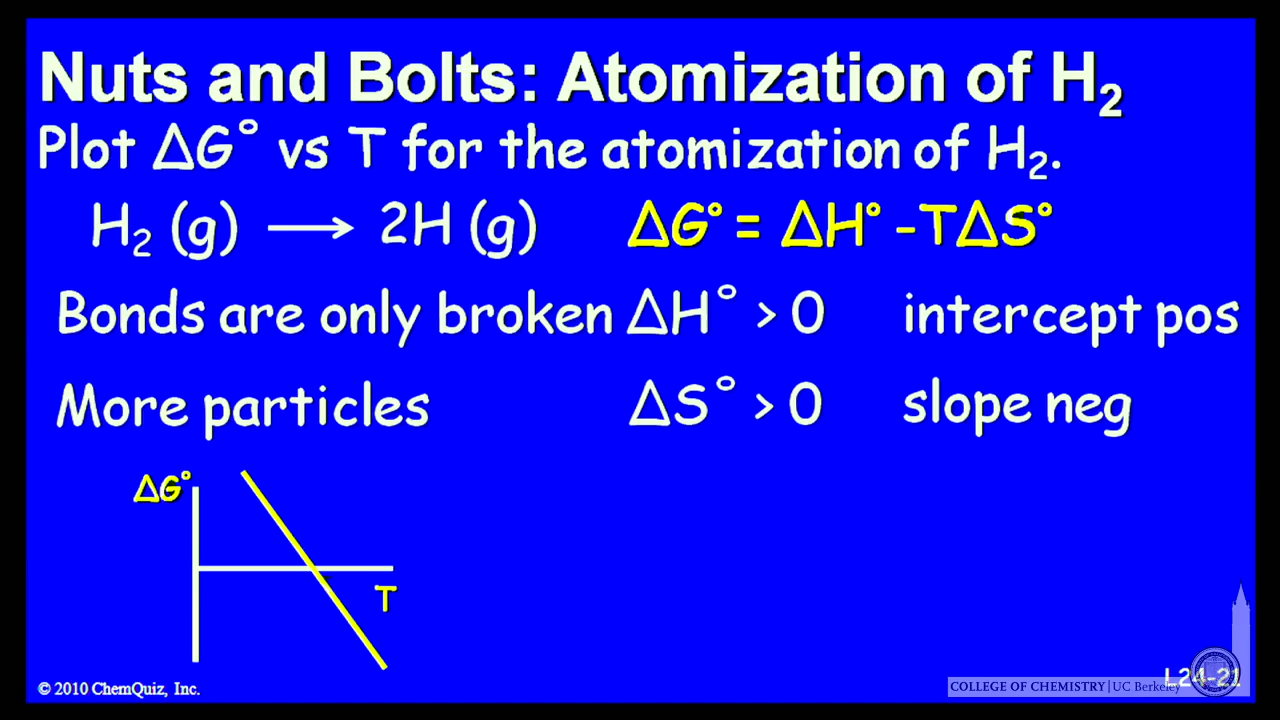 Nuts and Bolts: Atomization of H₂
Plot ΔG° vs T for the atomization of H₂.
H₂ (g) ⟶ 2H (g) ΔG° = ΔH° -TΔS°
Bonds are only broken ΔH° > 0 intercept pos
More particles ΔS° > 0 slope neg
ΔG°
T
© 2010 ChemQuiz, Inc.
COLLEGE OF CHEMISTRY | UC Berkeley
L24-21